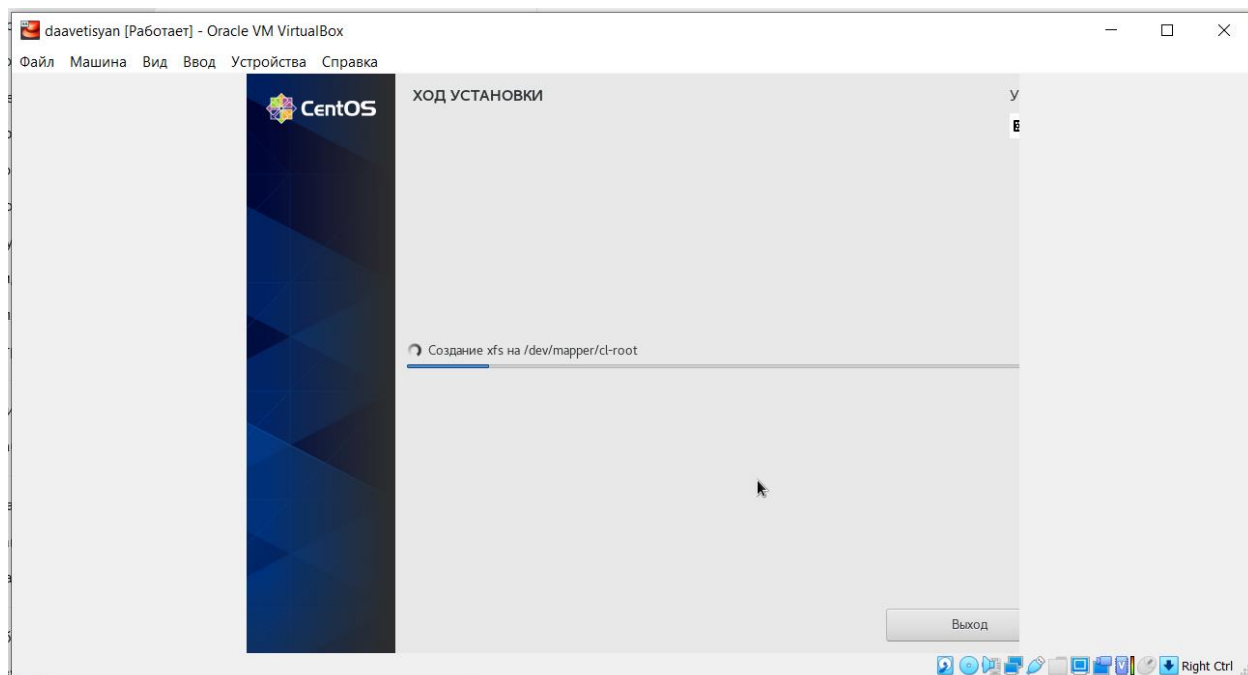 daavetisyan [Работает] - Oracle VM VirtualBox
Файл Машина Вид Ввод Устройства Справка
CentOS
ХОД УСТАНОВКИ
У
Создание xfs на /dev/mapper/cl-root
Выход
Right Ctrl